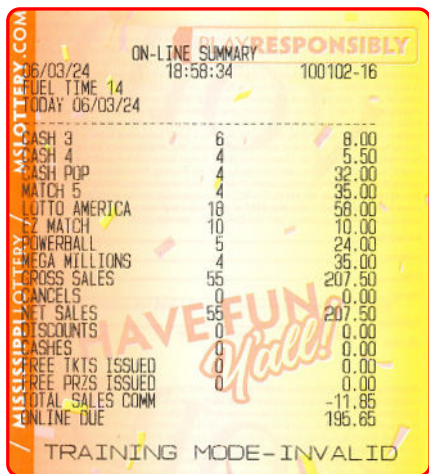 PLAY RESPONSIBLY
ON-LINE SUMMARY
06/03/24 18:58:34 100102-16
FUEL TIME 14
TODAY 06/03/24
CASH 3 6 8.00
CASH 4 4 5.50
CASH POP 4 32.00
MATCH 5 4 35.00
LOTTO AMERICA 18 58.00
EZ MATCH 10 10.00
POWERBALL 5 24.00
MEGA MILLIONS 4 35.00
GROSS SALES 55 207.50
CANCELS 0 0.00
NET SALES 55 207.50
DISCOUNTS 0 0.00
CASHES 0 0.00
FREE TKTS ISSUED 0 0.00
FREE PRZS ISSUED 0 0.00
TOTAL SALES COMM -11.85
ONLINE DUE 195.65
TRAINING MODE-INVALID
HAVE FUN
Y'all!
/ MISSISSIPPI LOTTERY / MSLOTTERY.COM